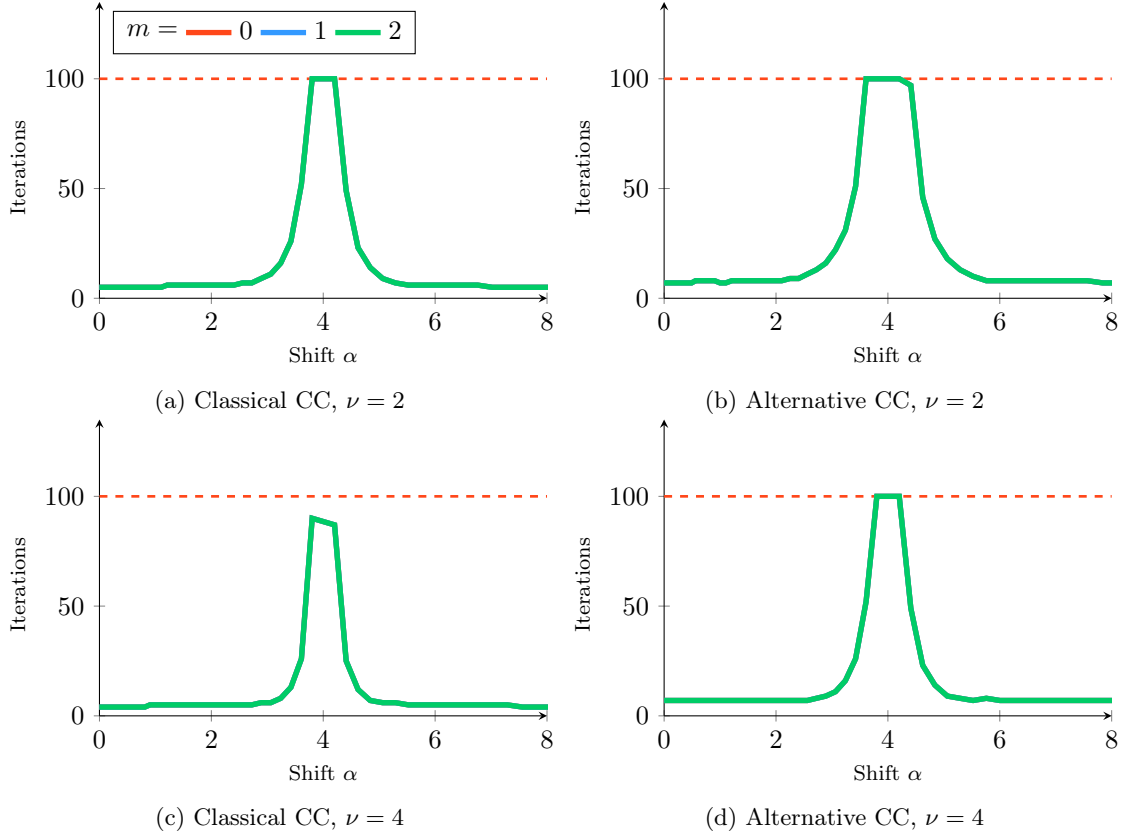 m = 0 1 2
100
50
0
Iterations
0 2 4 6 8
Shift α
(a) Classical CC, ν = 2
100
50
0
Iterations
0 2 4 6 8
Shift α
(b) Alternative CC, ν = 2
100
50
0
Iterations
0 2 4 6 8
Shift α
(c) Classical CC, ν = 4
100
50
0
Iterations
0 2 4 6 8
Shift α
(d) Alternative CC, ν = 4